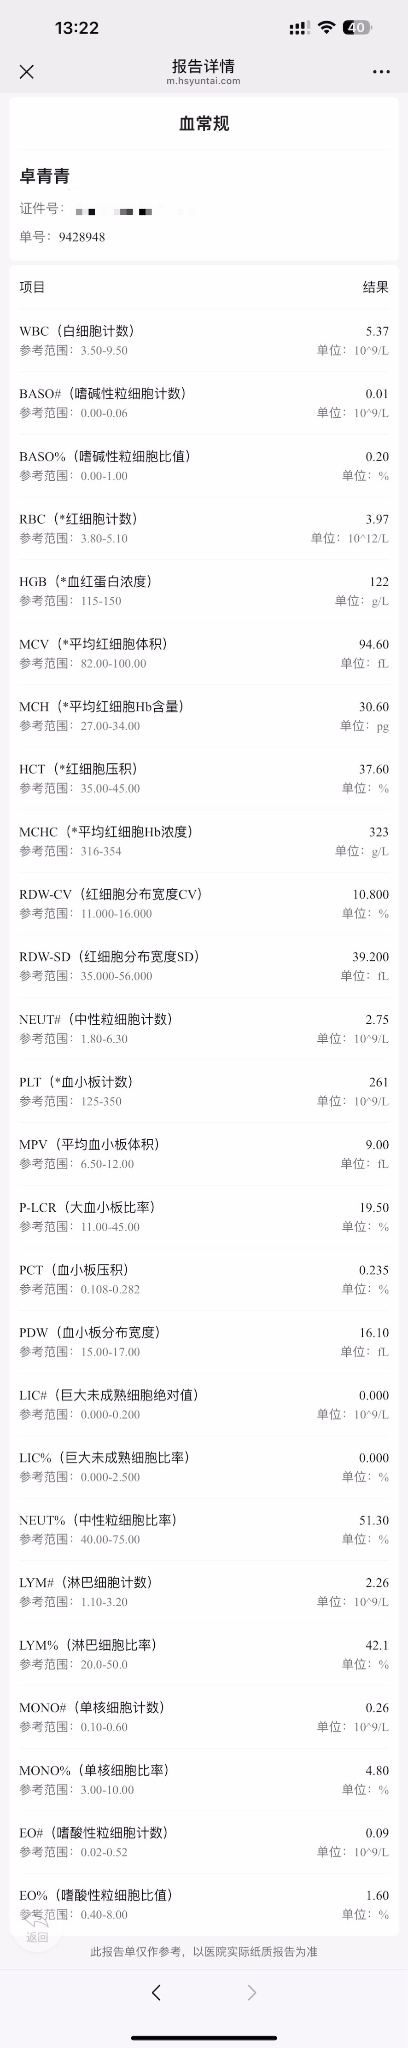 13:22
40
报告详情
m.hsyuntai.com
血常规
卓青青
证件号：
单号：9428948
项目 结果
WBC（白细胞计数） 5.37
参考范围：3.50-9.50 单位：10^9/L
BASO#（嗜碱性粒细胞计数） 0.01
参考范围：0.00-0.06 单位：10^9/L
BASO%（嗜碱性粒细胞比值） 0.20
参考范围：0.00-1.00 单位：%
RBC（*红细胞计数） 3.97
参考范围：3.80-5.10 单位：10^12/L
HGB（*血红蛋白浓度） 122
参考范围：115-150 单位：g/L
MCV（*平均红细胞体积） 94.60
参考范围：82.00-100.00 单位：fL
MCH（*平均红细胞Hb含量） 30.60
参考范围：27.00-34.00 单位：pg
HCT（*红细胞压积） 37.60
参考范围：35.00-45.00 单位：%
MCHC（*平均红细胞Hb浓度） 323
参考范围：316-354 单位：g/L
RDW-CV（红细胞分布宽度CV） 10.800
参考范围：11.000-16.000 单位：%
RDW-SD（红细胞分布宽度SD） 39.200
参考范围：35.000-56.000 单位：fL
NEUT#（中性粒细胞计数） 2.75
参考范围：1.80-6.30 单位：10^9/L
PLT（*血小板计数） 261
参考范围：125-350 单位：10^9/L
MPV（平均血小板体积） 9.00
参考范围：6.50-12.00 单位：fL
P-LCR（大血小板比率） 19.50
参考范围：11.00-45.00 单位：%
PCT（血小板压积） 0.235
参考范围：0.108-0.282 单位：%
PDW（血小板分布宽度） 16.10
参考范围：15.00-17.00 单位：fL
LIC#（巨大未成熟细胞绝对值） 0.000
参考范围：0.000-0.200 单位：10^9/L
LIC%（巨大未成熟细胞比率） 0.000
参考范围：0.000-2.500 单位：%
NEUT%（中性粒细胞比率） 51.30
参考范围：40.00-75.00 单位：%
LYM#（淋巴细胞计数） 2.26
参考范围：1.10-3.20 单位：10^9/L
LYM%（淋巴细胞比率） 42.1
参考范围：20.0-50.0 单位：%
MONO#（单核细胞计数） 0.26
参考范围：0.10-0.60 单位：10^9/L
MONO%（单核细胞比率） 4.80
参考范围：3.00-10.00 单位：%
EO#（嗜酸性粒细胞计数） 0.09
参考范围：0.02-0.52 单位：10^9/L
EO%（嗜酸性粒细胞比值） 1.60
参考范围：0.40-8.00 单位：%
返回
此报告单仅作参考，以医院实际纸质报告为准